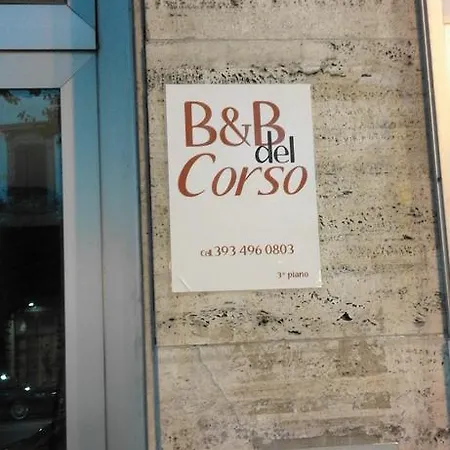 B&B
del
Corso
Cell. 393 496 0803
3° piano